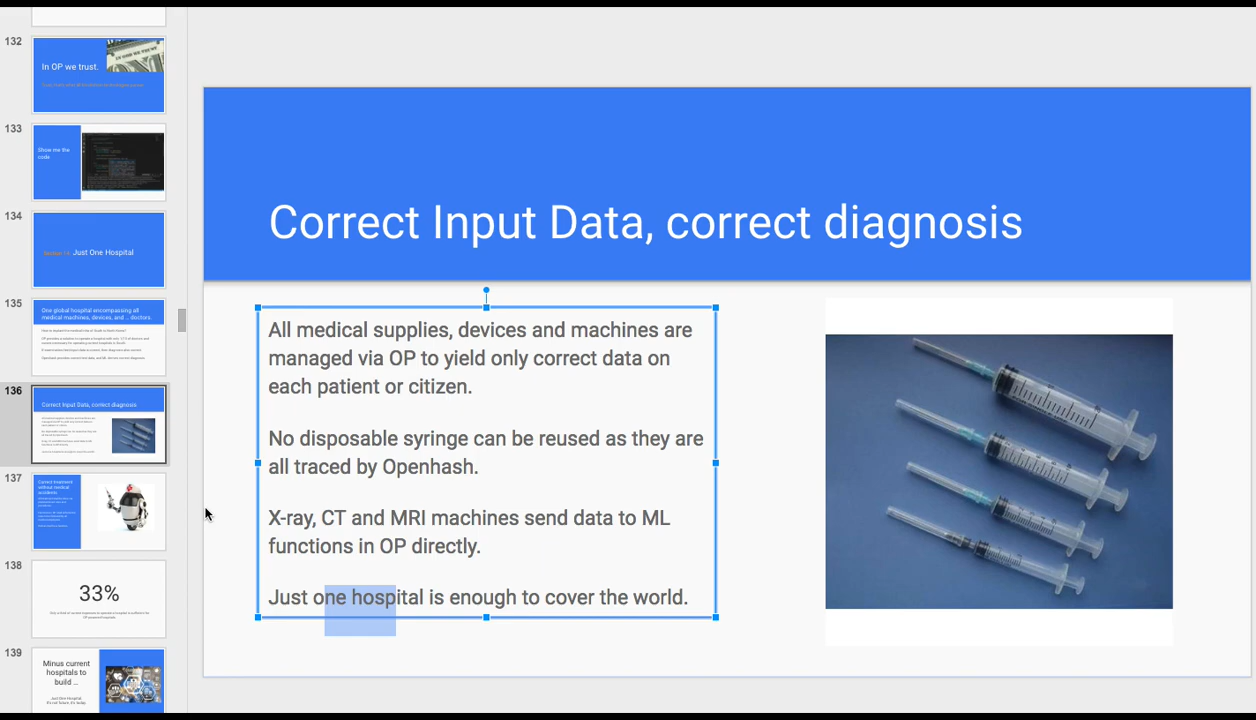 132
In OP we trust.
133
Show me the
code
134
Just One Hospital
135
One global hospital encompassing all
medical machines, devices, and ... doctors.
136
Correct Input Data, correct diagnosis
137
Correct treatment
without medical
accidents
138
33%
139
Minus current
hospitals to
build ...
Just One Hospital
Correct Input Data, correct diagnosis
All medical supplies, devices and machines are
managed via OP to yield only correct data on
each patient or citizen.
No disposable syringe can be reused as they are
all traced by Openhash.
X-ray, CT and MRI machines send data to ML
functions in OP directly.
Just one hospital is enough to cover the world.